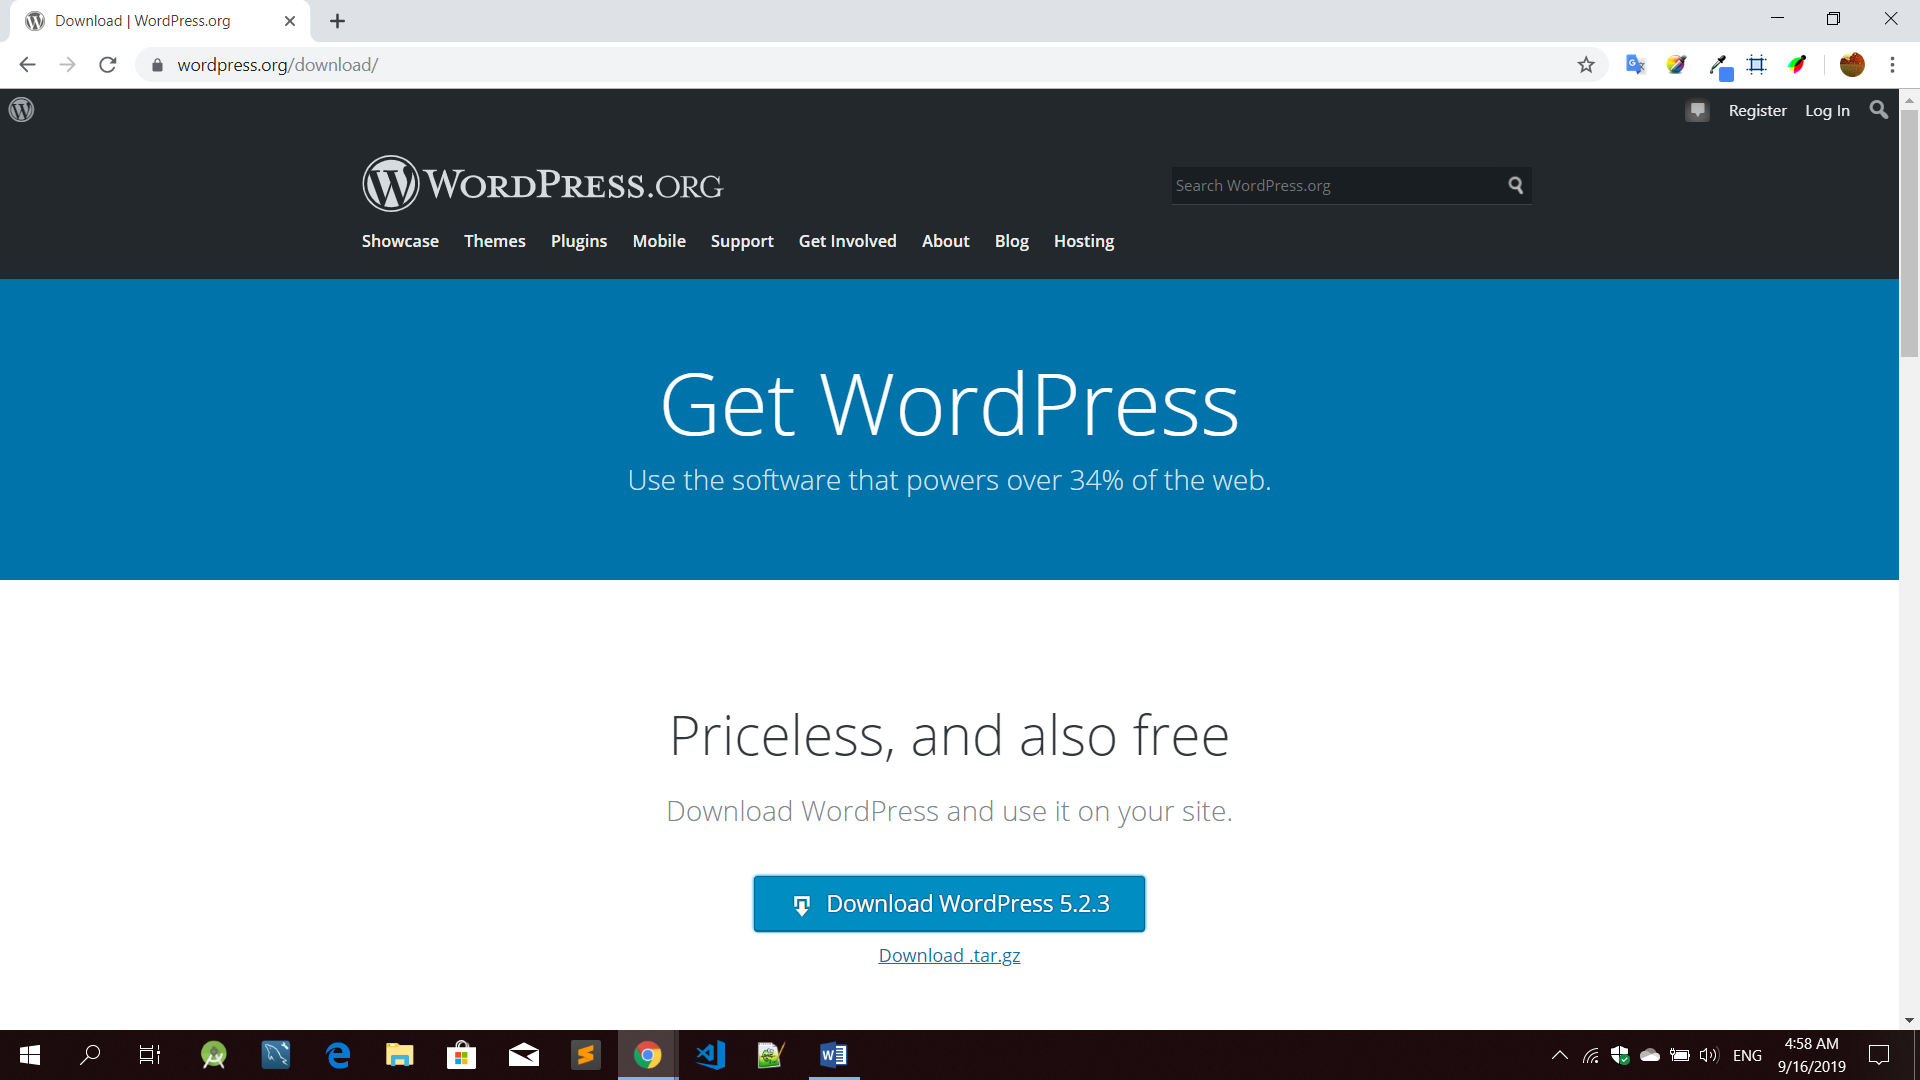 Download | WordPress.org
wordpress.org/download/
Register Log In
WORDPRESS.ORG
Search WordPress.org
Showcase Themes Plugins Mobile Support Get Involved About Blog Hosting
Get WordPress
Use the software that powers over 34% of the web.
Priceless, and also free
Download WordPress and use it on your site.
Download WordPress 5.2.3
Download .tar.gz
ENG
4:58 AM
9/16/2019